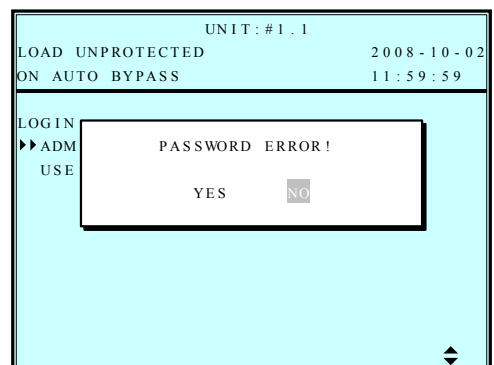 UNIT:#1.1
LOAD UNPROTECTED 2008-10-02
ON AUTO BYPASS 11:59:59
LOGIN
ADM
PASSWORD ERROR!
USE
YES NO